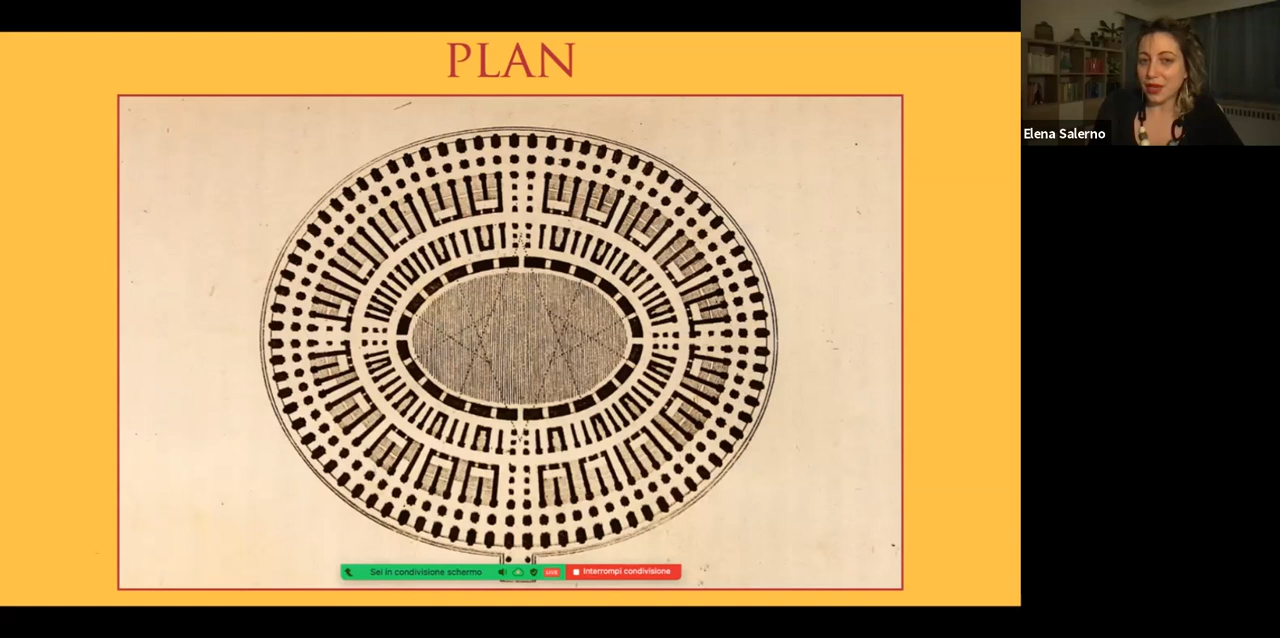 PLAN
Elena Salerno
Sei in condivisione schermo
LIVE
Interrompi condivisione